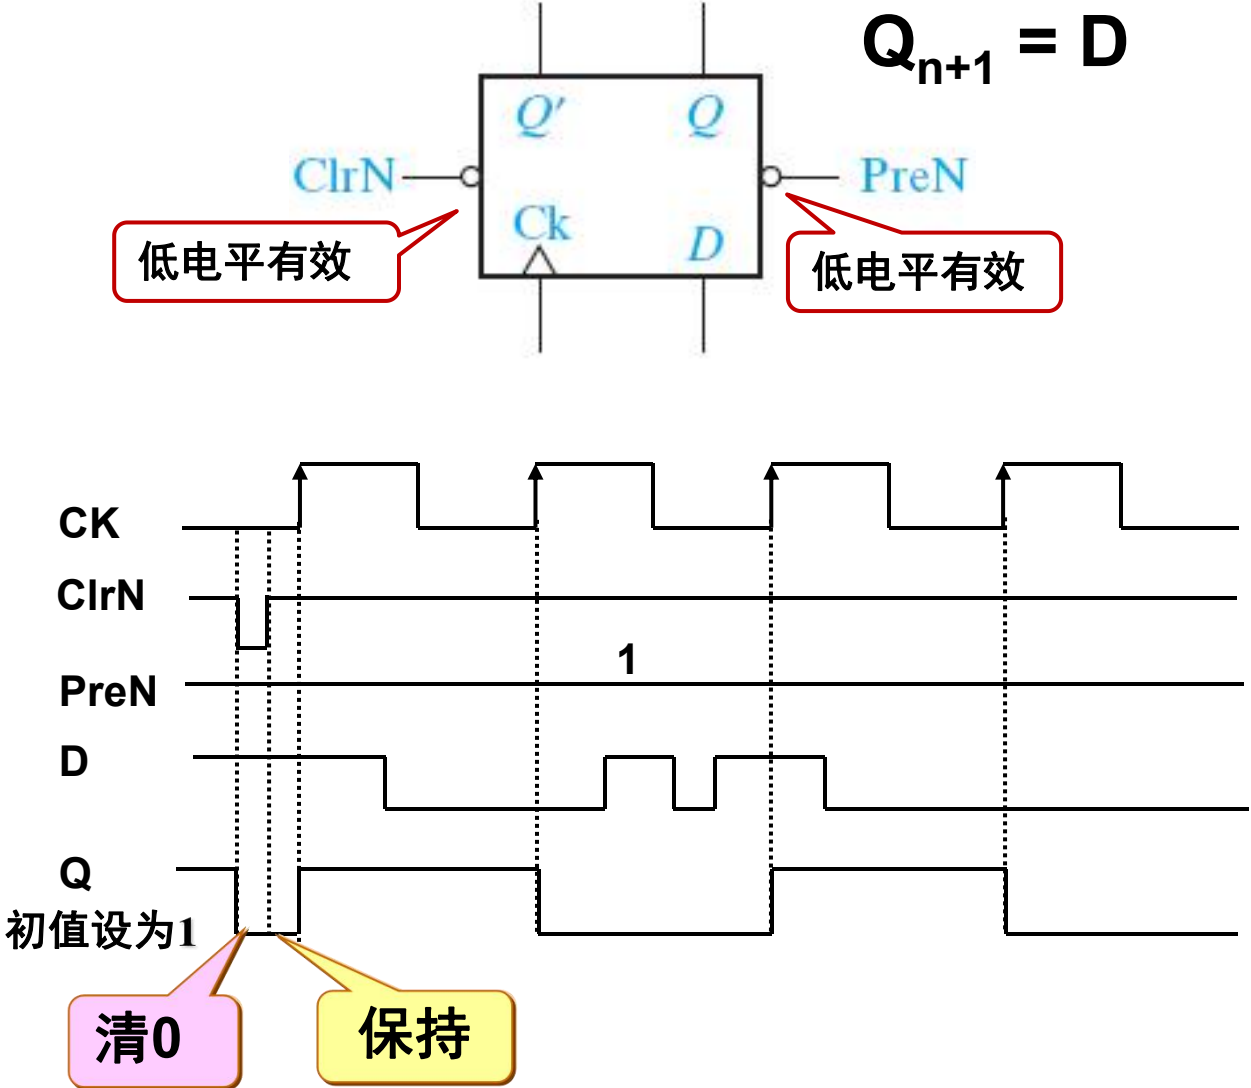 Qn+1 = D
Q′ Q
ClrN PreN
Ck D
低电平有效 低电平有效
CK
ClrN
1
PreN
D
Q
初值设为1
清0 保持